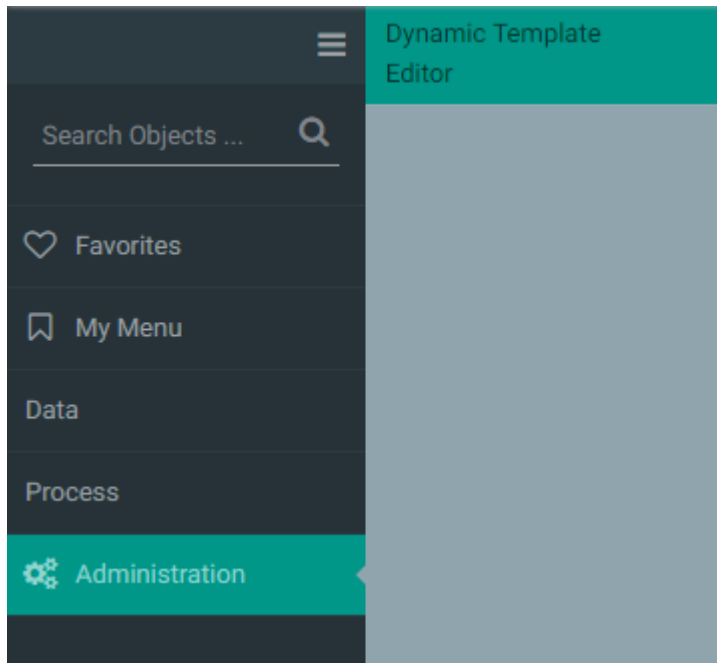 Dynamic Template
Editor
Search Objects ...
Favorites
My Menu
Data
Process
Administration